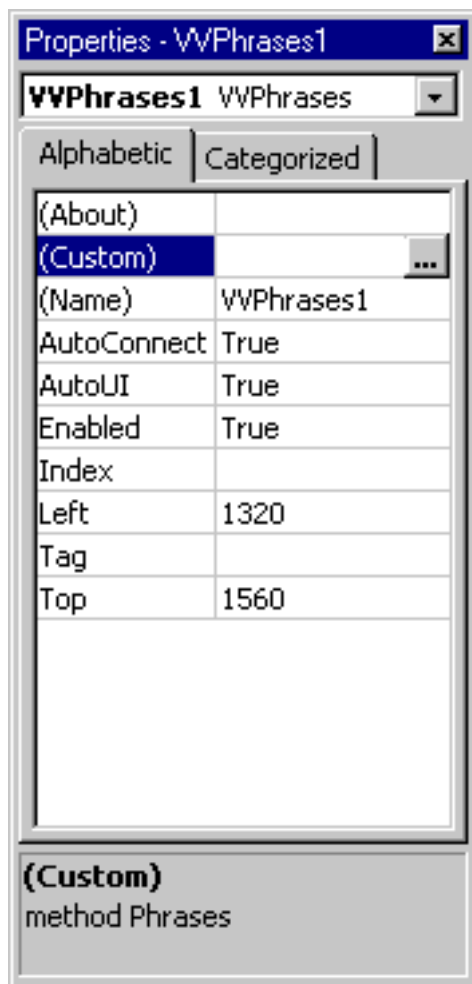 Properties - VVPhrases1
VVPhrases1 VVPhrases
Alphabetic Categorized
(About)
(Custom) ...
(Name) VVPhrases1
AutoConnect True
AutoUI True
Enabled True
Index
Left 1320
Tag
Top 1560
(Custom)
method Phrases